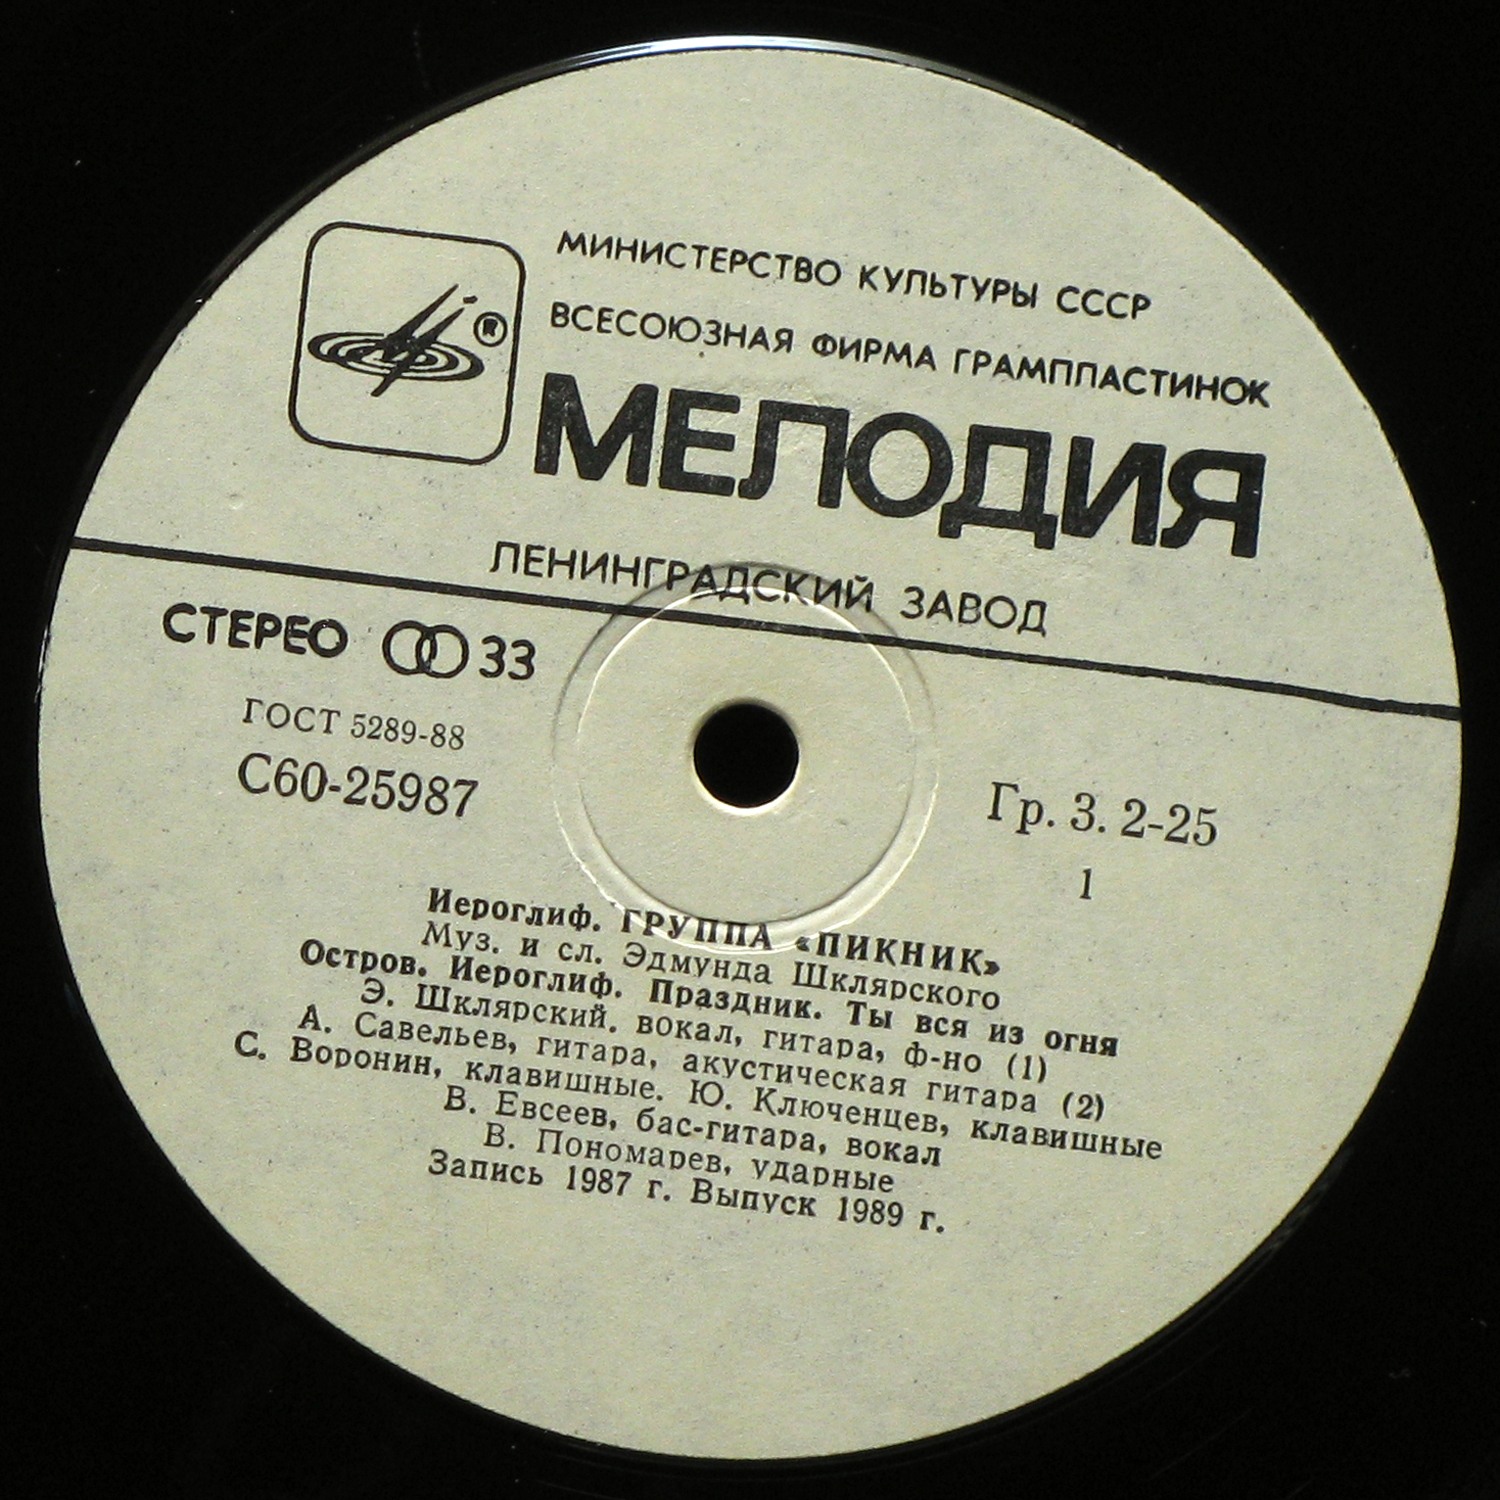 МИНИСТЕРСТВО КУЛЬТУРЫ СССР
ВСЕСОЮЗНАЯ ФИРМА ГРАМПЛАСТИНОК
®
МЕЛОДИЯ
ЛЕНИНГРАДСКИЙ ЗАВОД
СТЕРЕО 33
ГОСТ 5289-88
С60-25987
Гр. 3. 2-25
1
Иероглиф. ГРУППА «ПИКНИК»
Муз. и сл. Эдмунда Шклярского
Остров. Иероглиф. Праздник. Ты вся из огня
Э. Шклярский, вокал, гитара, ф-но (1)
А. Савельев, гитара, акустическая гитара (2)
С. Воронин, клавишные. Ю. Ключенцев, клавишные
В. Евсеев, бас-гитара, вокал
В. Пономарев, ударные
Запись 1987 г. Выпуск 1989 г.